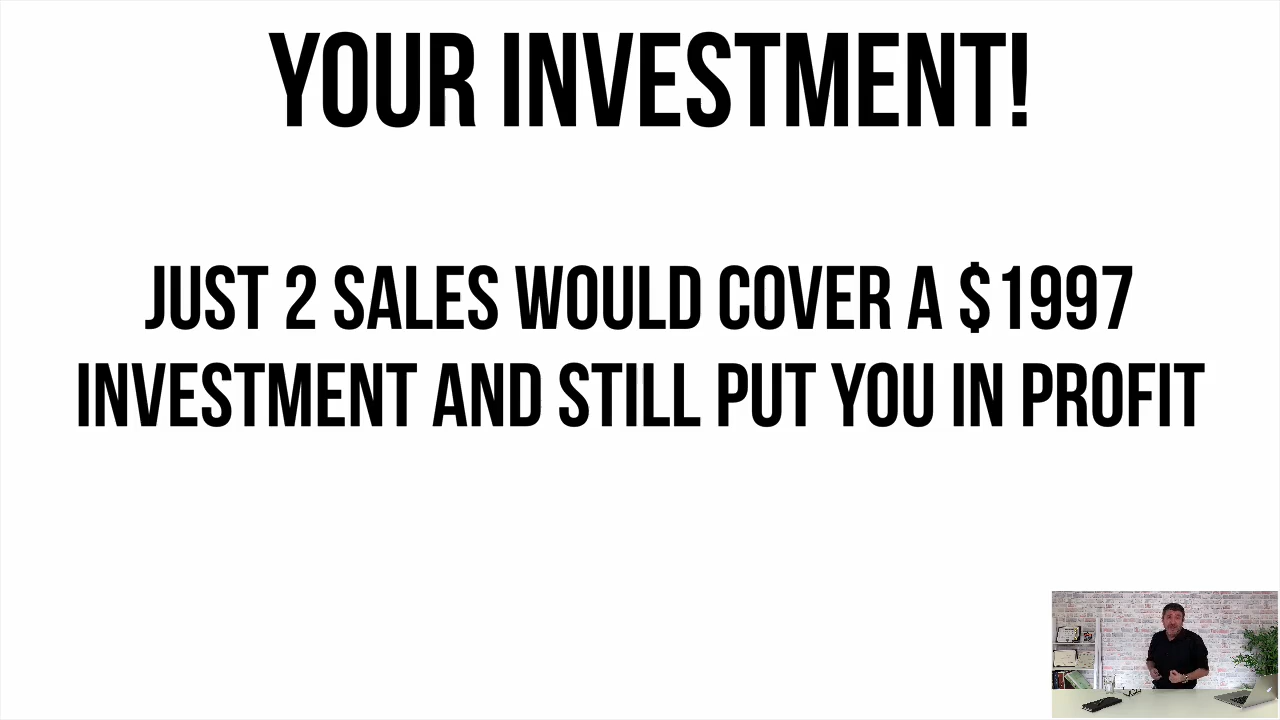 YOUR INVESTMENT!
JUST 2 SALES WOULD COVER A $1997
INVESTMENT AND STILL PUT YOU IN PROFIT